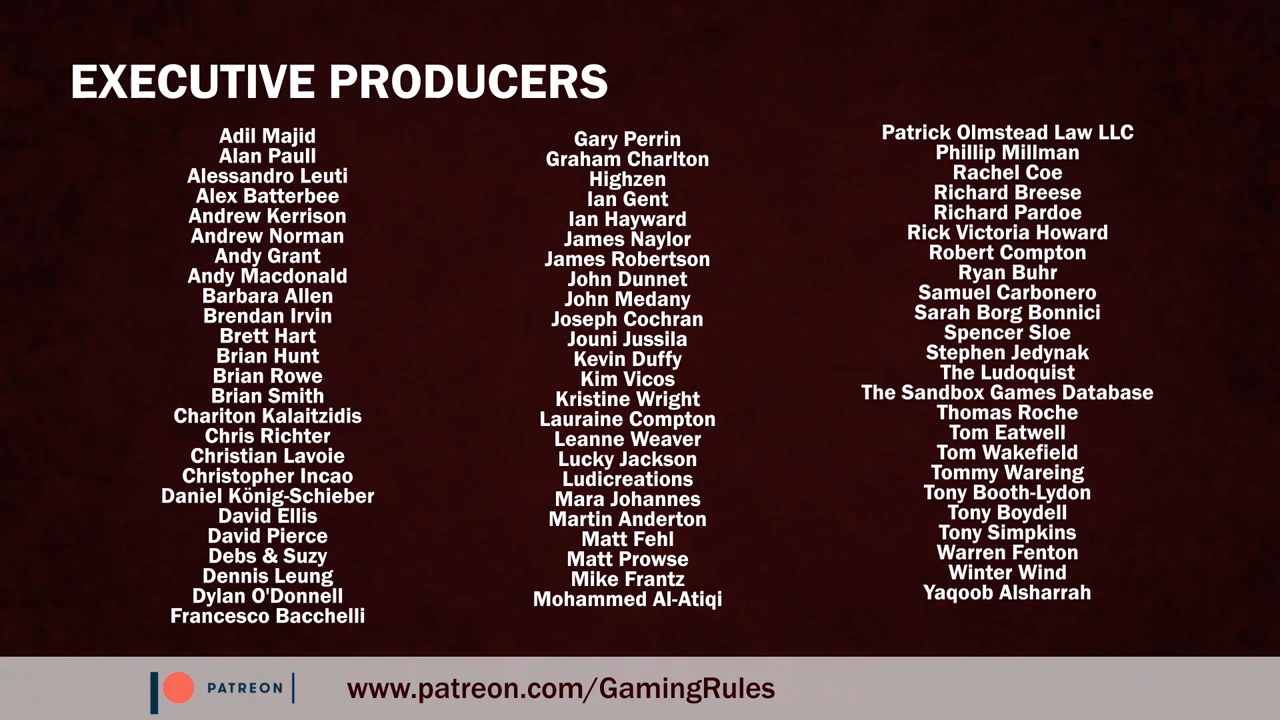 EXECUTIVE PRODUCERS
Adil Majid
Alan Paull
Alessandro Leuti
Alex Batterbee
Andrew Kerrison
Andrew Norman
Andy Grant
Andy Macdonald
Barbara Allen
Brendan Irvin
Brett Hart
Brian Hunt
Brian Rowe
Brian Smith
Chariton Kalaitzidis
Chris Richter
Christian Lavoie
Christopher Incao
Daniel König-Schieber
David Ellis
David Pierce
Debs & Suzy
Dennis Leung
Dylan O'Donnell
Francesco Bacchelli
Gary Perrin
Graham Charlton
Highzen
Ian Gent
Ian Hayward
James Naylor
James Robertson
John Dunnet
John Medany
Joseph Cochran
Jouni Jussila
Kevin Duffy
Kim Vicos
Kristine Wright
Lauraine Compton
Leanne Weaver
Lucky Jackson
Ludicreations
Mara Johannes
Martin Anderton
Matt Fehl
Matt Prowse
Mike Frantz
Mohammed Al-Atiqi
Patrick Olmstead Law LLC
Phillip Millman
Rachel Coe
Richard Breese
Richard Pardoe
Rick Victoria Howard
Robert Compton
Ryan Buhr
Samuel Carbonero
Sarah Borg Bonnici
Spencer Sloe
Stephen Jedynak
The Ludoquist
The Sandbox Games Database
Thomas Roche
Tom Eatwell
Tom Wakefield
Tommy Wareing
Tony Booth-Lydon
Tony Boydell
Tony Simpkins
Warren Fenton
Winter Wind
Yaqoob Alsharrah
PATREON
www.patreon.com/GamingRules